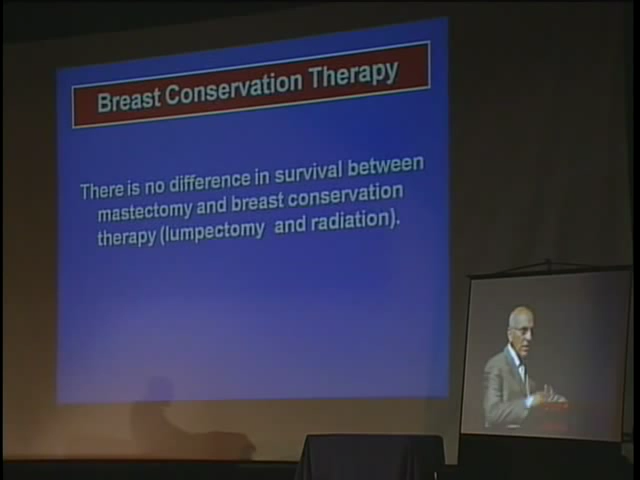 Breast Conservation Therapy
There is no difference in survival between
mastectomy and breast conservation
therapy (lumpectomy and radiation).